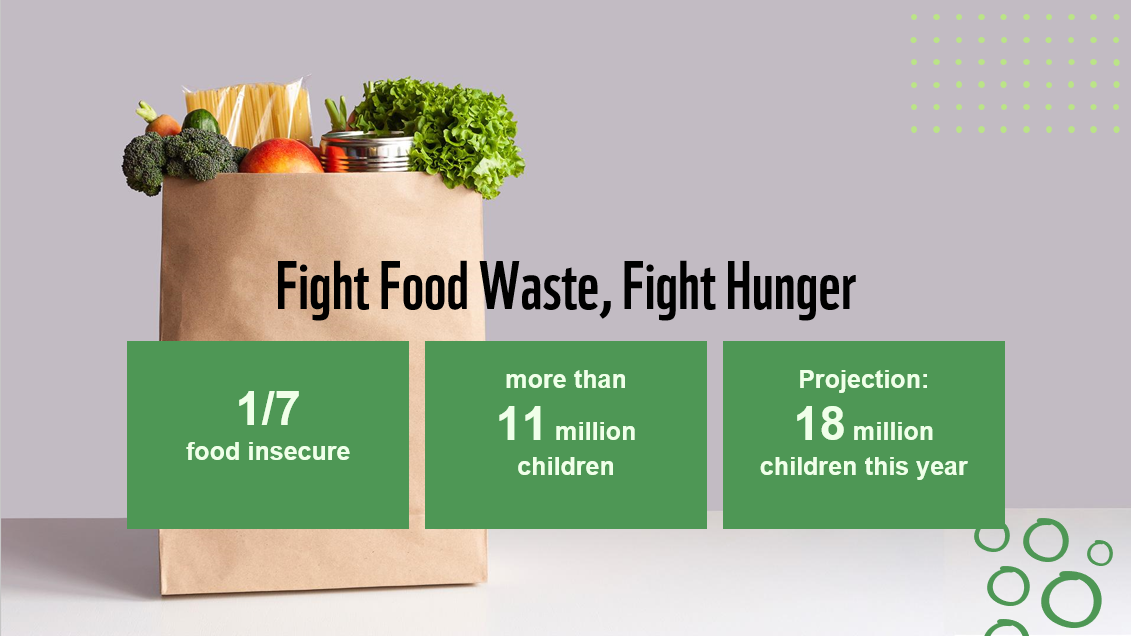 Fight Food Waste, Fight Hunger
1/7
food insecure
more than
11 million
children
Projection:
18 million
children this year